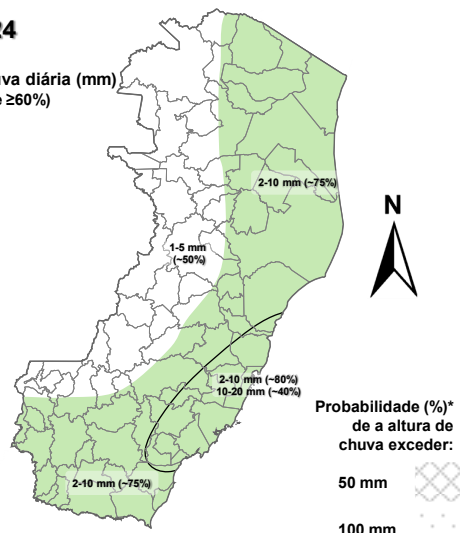 24
uva diária (mm)
e ≥60%)
2-10 mm (~75%)
N
1-5 mm
(~50%)
2-10 mm (~80%)
10-20 mm (~40%)
Probabilidade (%)*
de a altura de
chuva exceder:
2-10 mm (~75%)
50 mm
100 mm